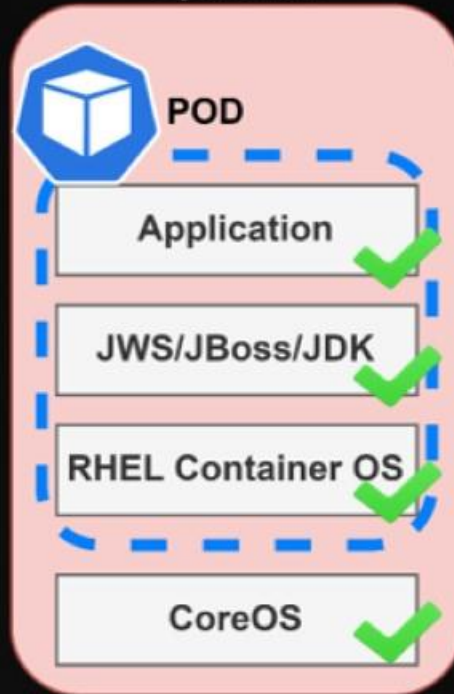 POD
Application
JWS/JBoss/JDK
RHEL Container OS
CoreOS